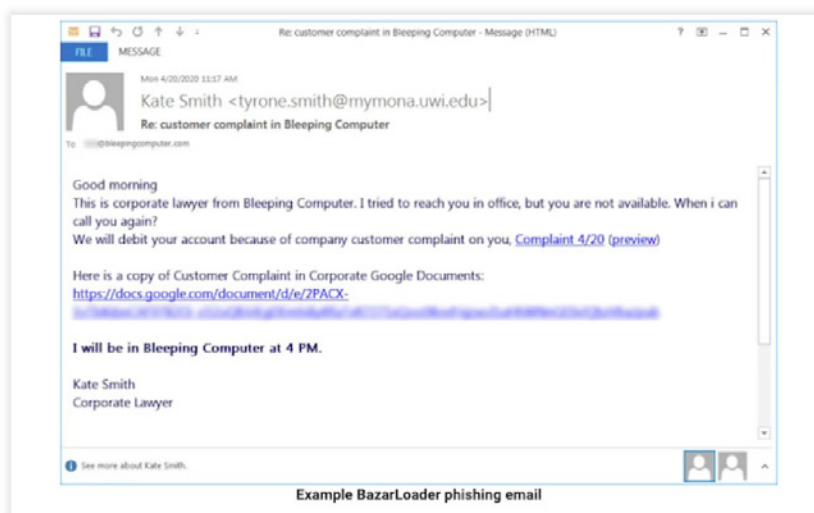 Re: customer complaint in Bleeping Computer - Message (HTML)
FILE MESSAGE
Mon 4/20/2020 11:17 AM
Kate Smith <tyrone.smith@mymona.uwi.edu>
Re: customer complaint in Bleeping Computer
To @bleepingcomputer.com
Good morning
This is corporate lawyer from Bleeping Computer. I tried to reach you in office, but you are not available. When i can
call you again?
We will debit your account because of company customer complaint on you, Complaint 4/20 (preview)
Here is a copy of Customer Complaint in Corporate Google Documents:
https://docs.google.com/document/d/e/2PACX-
I will be in Bleeping Computer at 4 PM.
Kate Smith
Corporate Lawyer
See more about Kate Smith.
Example BazarLoader phishing email